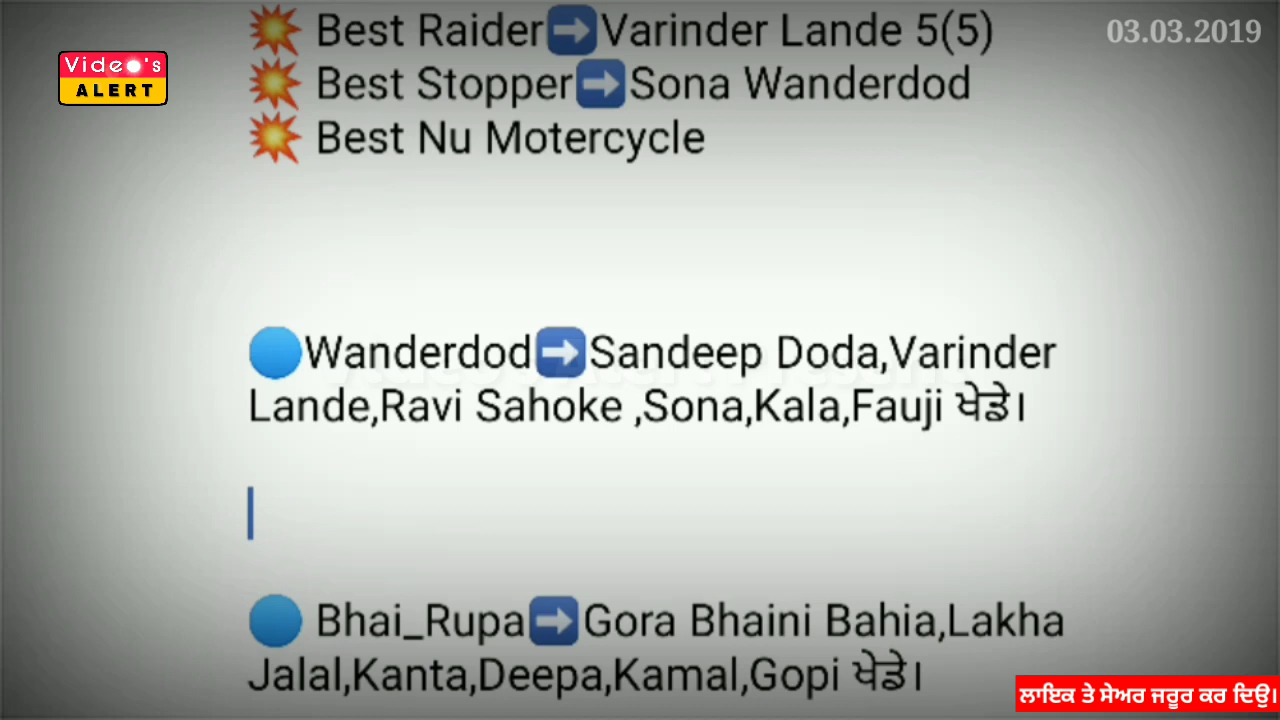 💥 Best Raider➡️Varinder Lande 5(5)
03.03.2019
Video's
ALERT
💥 Best Stopper➡️Sona Wanderdod
💥 Best Nu Motercycle
🔵Wanderdod➡️Sandeep Doda,Varinder
Lande,Ravi Sahoke ,Sona,Kala,Fauji ਖੇਡੇ।
🔵 Bhai_Rupa➡️Gora Bhaini Bahia,Lakha
Jalal,Kanta,Deepa,Kamal,Gopi ਖੇਡੇ।
ਲਾਇਕ ਤੇ ਸੇਅਰ ਜਰੂਰ ਕਰ ਦਿਉ।